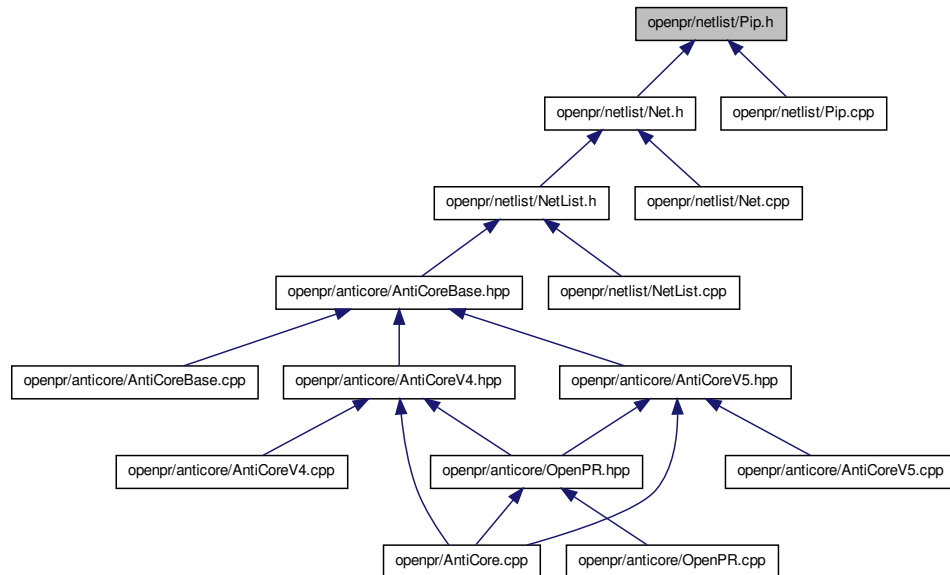 openpr/netlist/Pip.h
openpr/netlist/Net.h
openpr/netlist/Pip.cpp
openpr/netlist/NetList.h
openpr/netlist/Net.cpp
openpr/anticore/AntiCoreBase.hpp
openpr/netlist/NetList.cpp
openpr/anticore/AntiCoreBase.cpp
openpr/anticore/AntiCoreV4.hpp
openpr/anticore/AntiCoreV5.hpp
openpr/anticore/AntiCoreV4.cpp
openpr/anticore/OpenPR.hpp
openpr/anticore/AntiCoreV5.cpp
openpr/AntiCore.cpp
openpr/anticore/OpenPR.cpp